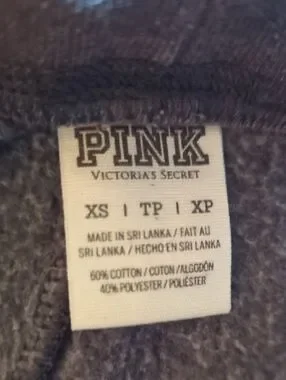 PINK
VICTORIA'S SECRET
XS | TP | XP
MADE IN SRI LANKA / FAIT AU
SRI LANKA / HECHO EN SRI LANKA
60% COTTON / COTON /ALGODÓN
40% POLYESTER / POLIÉSTER